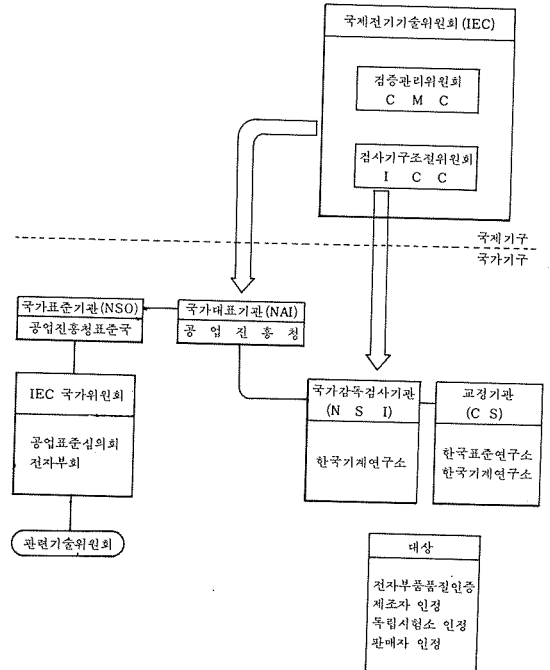 국제전기기술위원회(IEC)
검증관리위원회
C M C
검사기구조절위원회
I C C
국제기구
국가기구
국가표준기관(NSO)
공업진흥청표준국
국가대표기관(NAI)
공 업 진 흥 청
IEC 국가위원회
공업표준심의회
전자부회
관련기술위원회
국가감독검사기관
(N S I)
한국기계연구소
교정기관
(C S)
한국표준연구소
한국기계연구소
대상
전자부품품질인증
제조자 인정
독립시험소 인정
판매자 인정